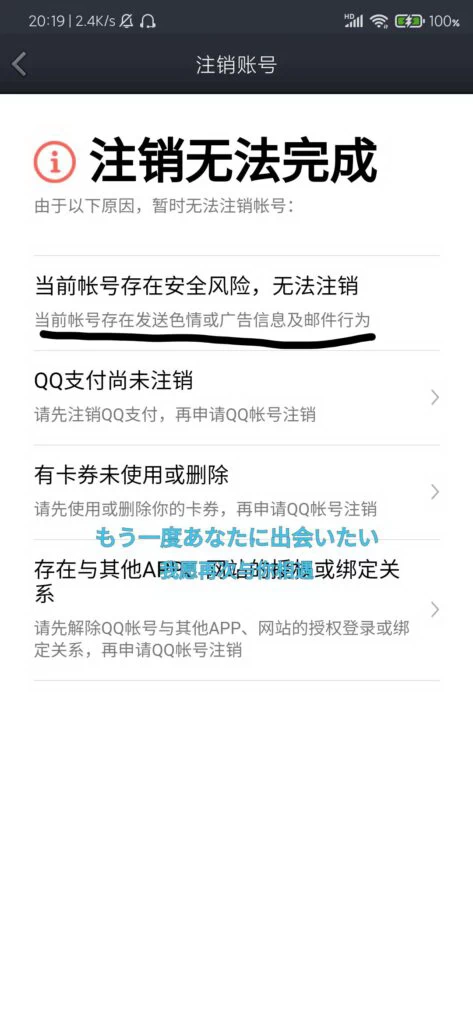 20:19 | 2.4K/s
HD
100%
注销账号
注销无法完成
由于以下原因，暂时无法注销帐号：
当前帐号存在安全风险，无法注销
当前帐号存在发送色情或广告信息及邮件行为
QQ支付尚未注销
请先注销QQ支付，再申请QQ帐号注销
有卡券未使用或删除
请先使用或删除你的卡券，再申请QQ帐号注销
もう一度あなたに出会いたい
存在与其他APP、网站的授权或绑定关
我愿再次与你相遇
系
请先解除QQ帐号与其他APP、网站的授权登录或绑
定关系，再申请QQ帐号注销